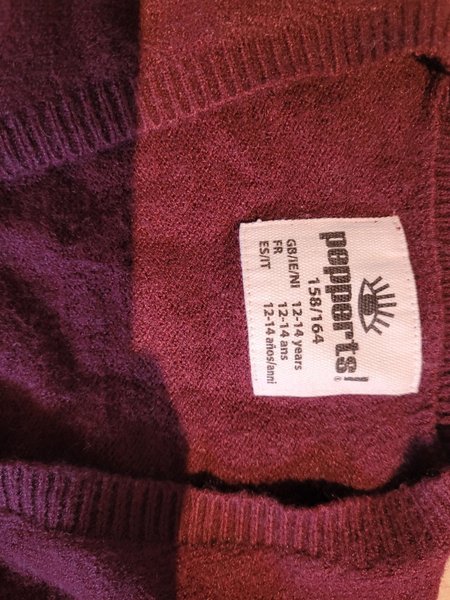 pepperts!
158/164
GB/IE/NI 12-14 years
FR 12-14 ans
ES/IT 12-14 años/anni